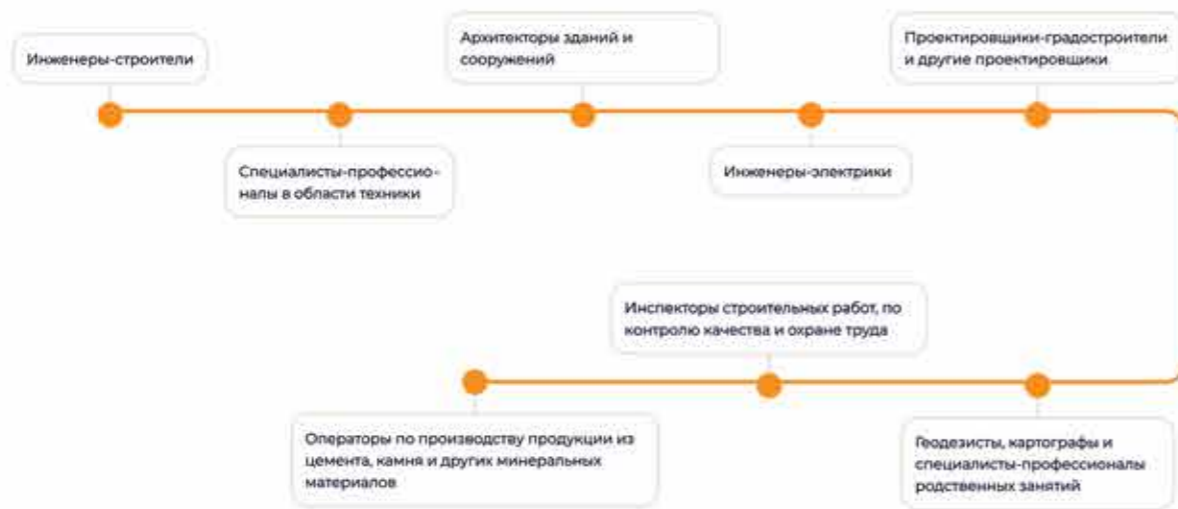 Инженеры-строители
Специалисты-профессио-
налы в области техники
Архитекторы зданий и
сооружений
Инженеры-электрики
Проектировщики-градостроители
и другие проектировщики
Геодезисты, картографы и
специалисты-профессионалы
родственных занятий
Инспекторы строительных работ, по
контролю качества и охране труда
Операторы по производству продукции из
цемента, камня и других минеральных
материалов